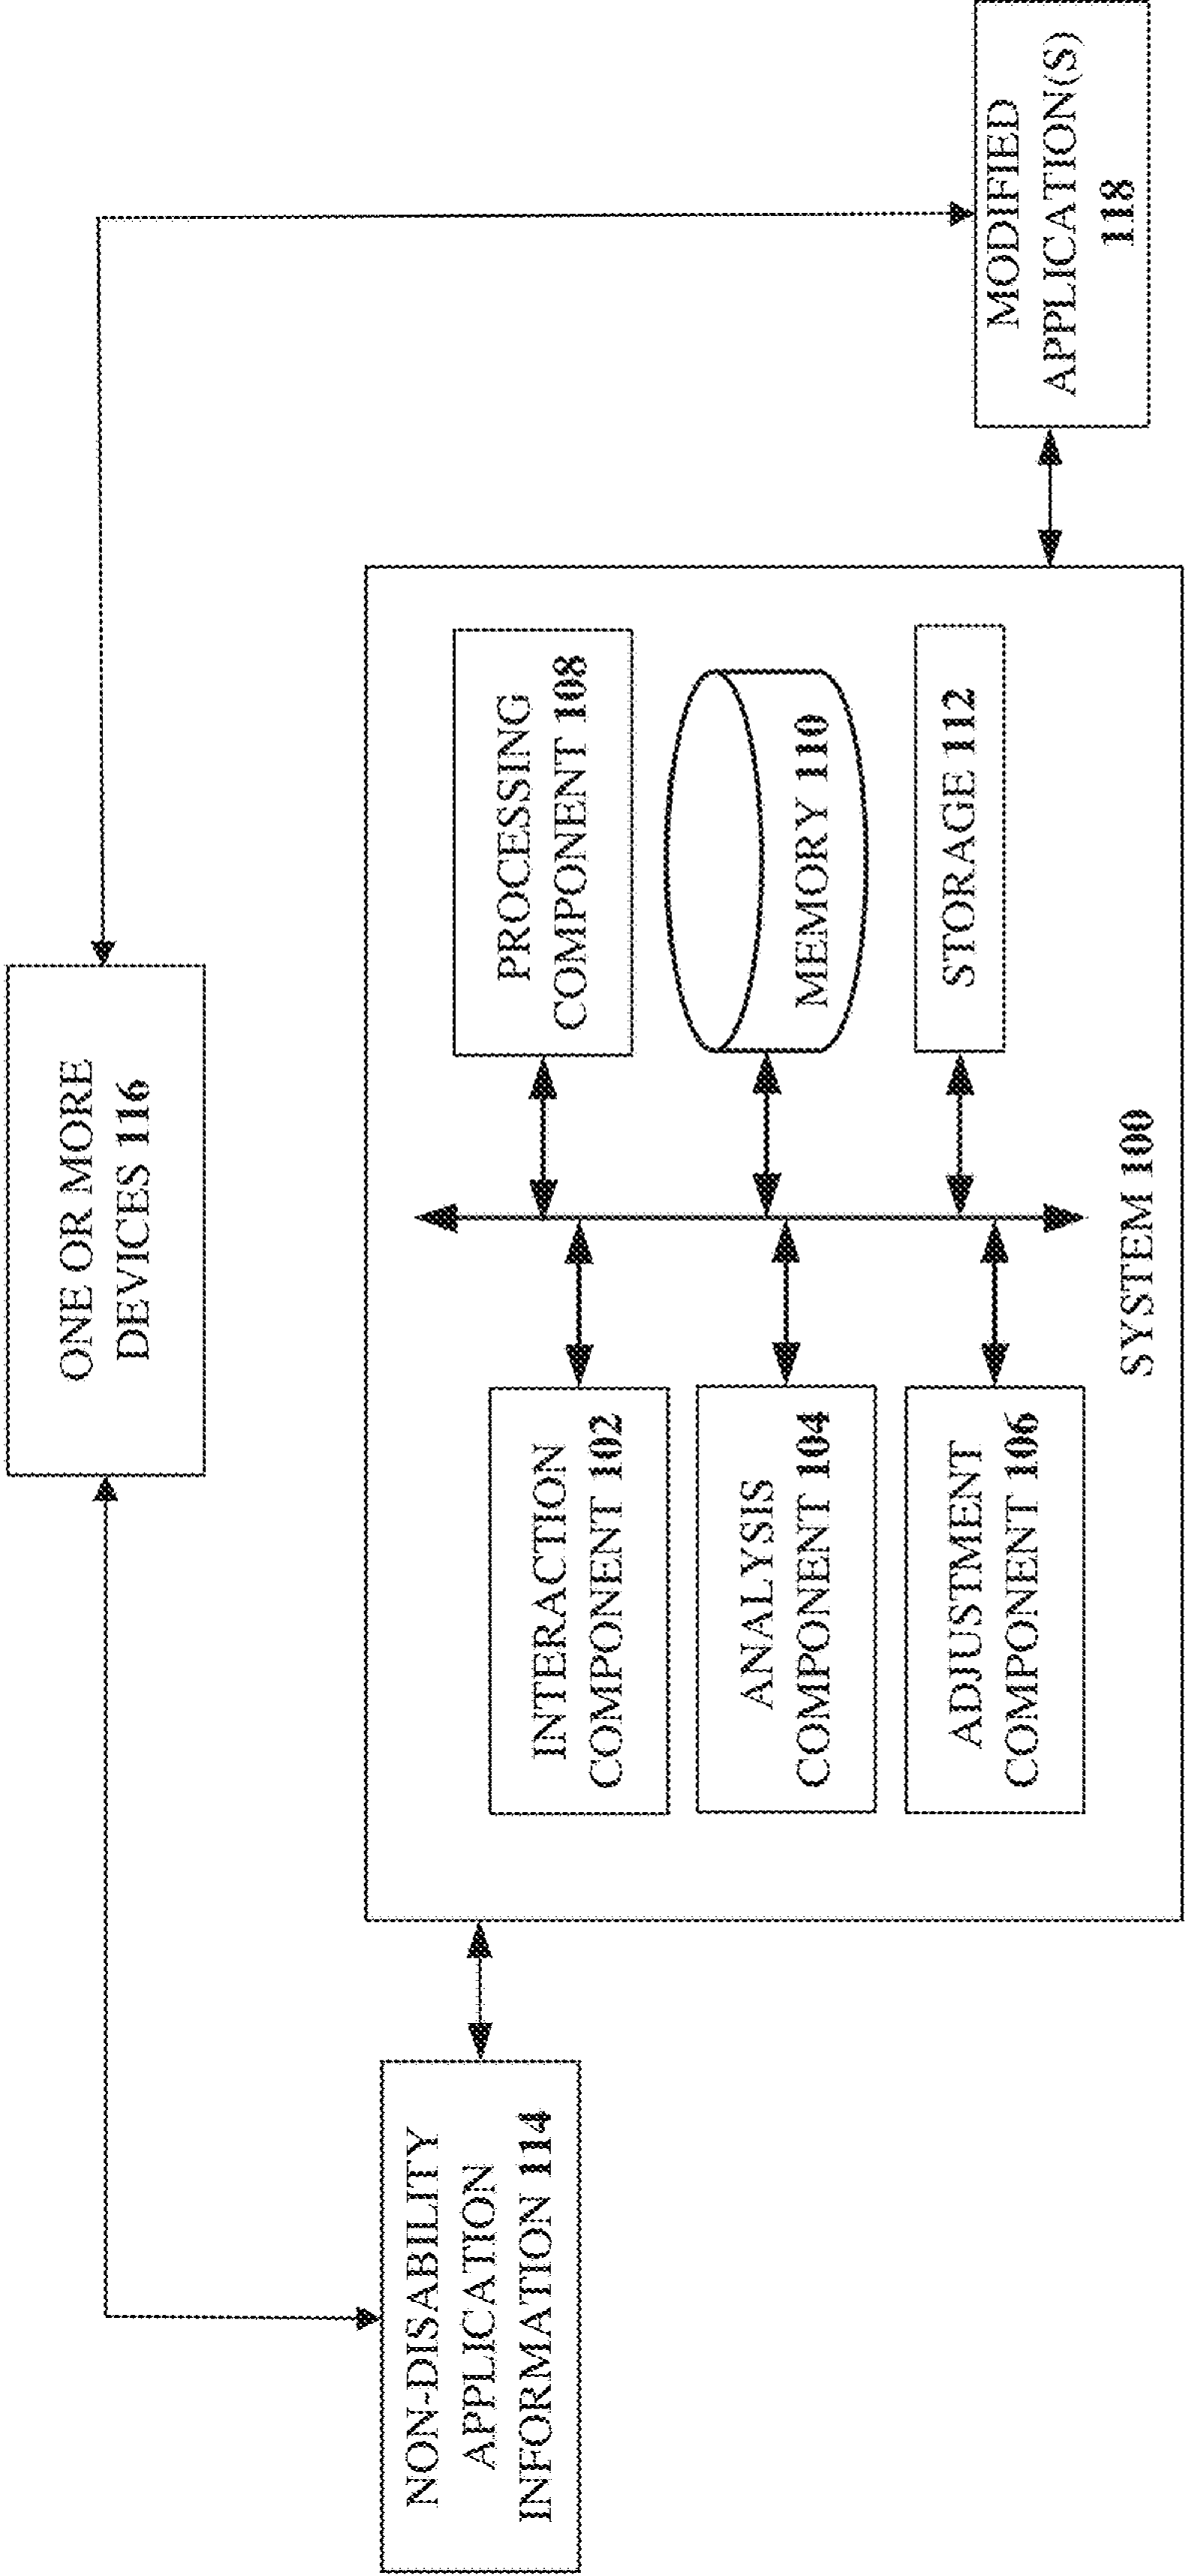 ONE OR MORE
DEVICES 116
NON-DISABILITY
APPLICATION
INFORMATION 114
INTERACTION
COMPONENT 102
ANALYSIS
COMPONENT 104
ADJUSTMENT
COMPONENT 106
PROCESSING
COMPONENT 108
MEMORY 110
STORAGE 112
SYSTEM 100
MODIFIED
APPLICATION(S)
118